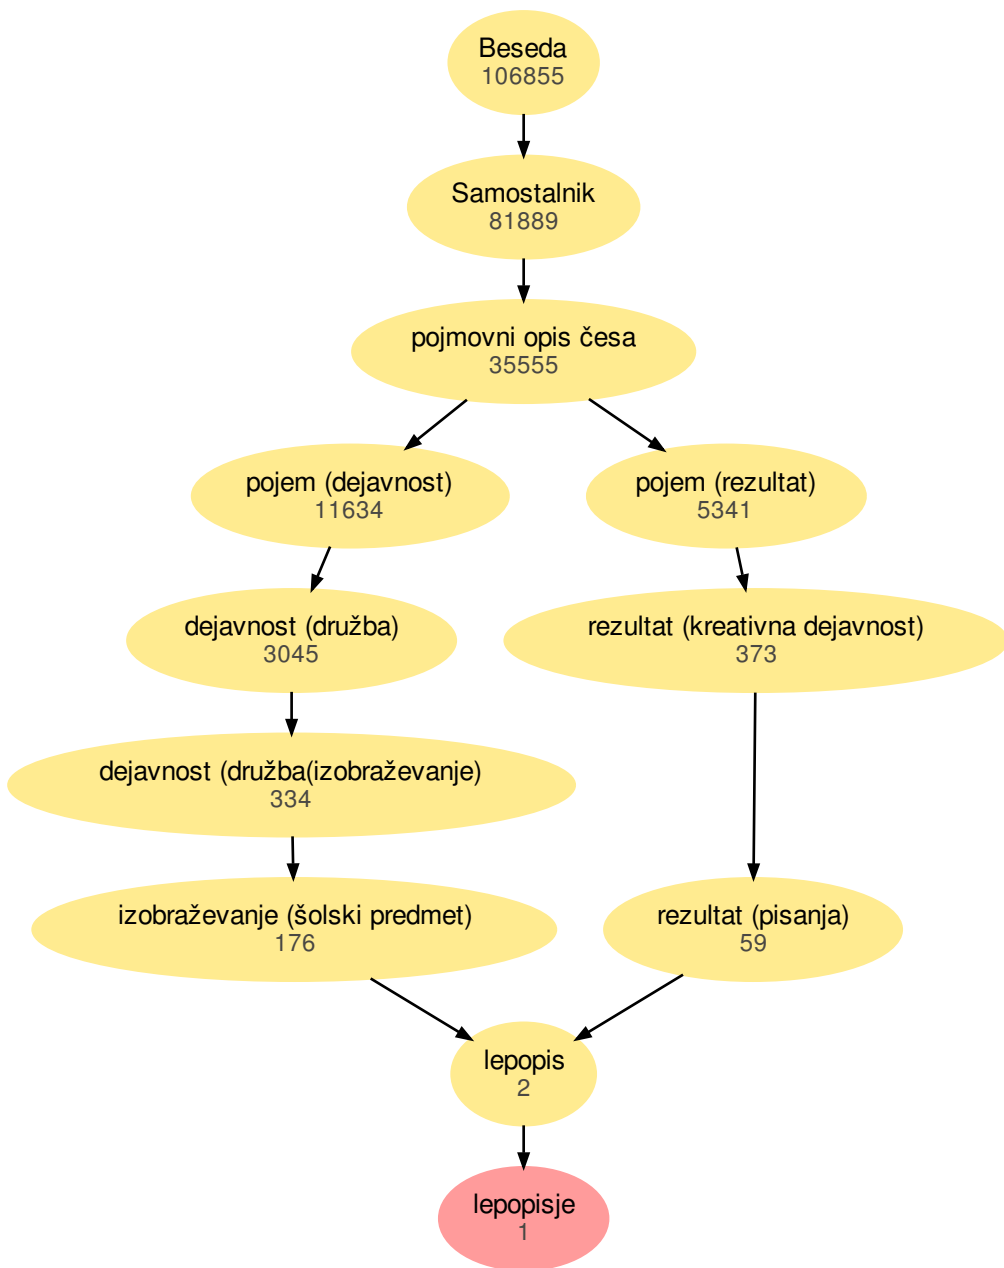 Beseda
106855
Samostalnik
81889
pojmovni opis česa
35555
pojem (dejavnost)
11634
pojem (rezultat)
5341
dejavnost (družba)
3045
rezultat (kreativna dejavnost)
373
dejavnost (družba(izobraževanje)
334
izobraževanje (šolski predmet)
176
rezultat (pisanja)
59
lepopis
2
lepopisje
1